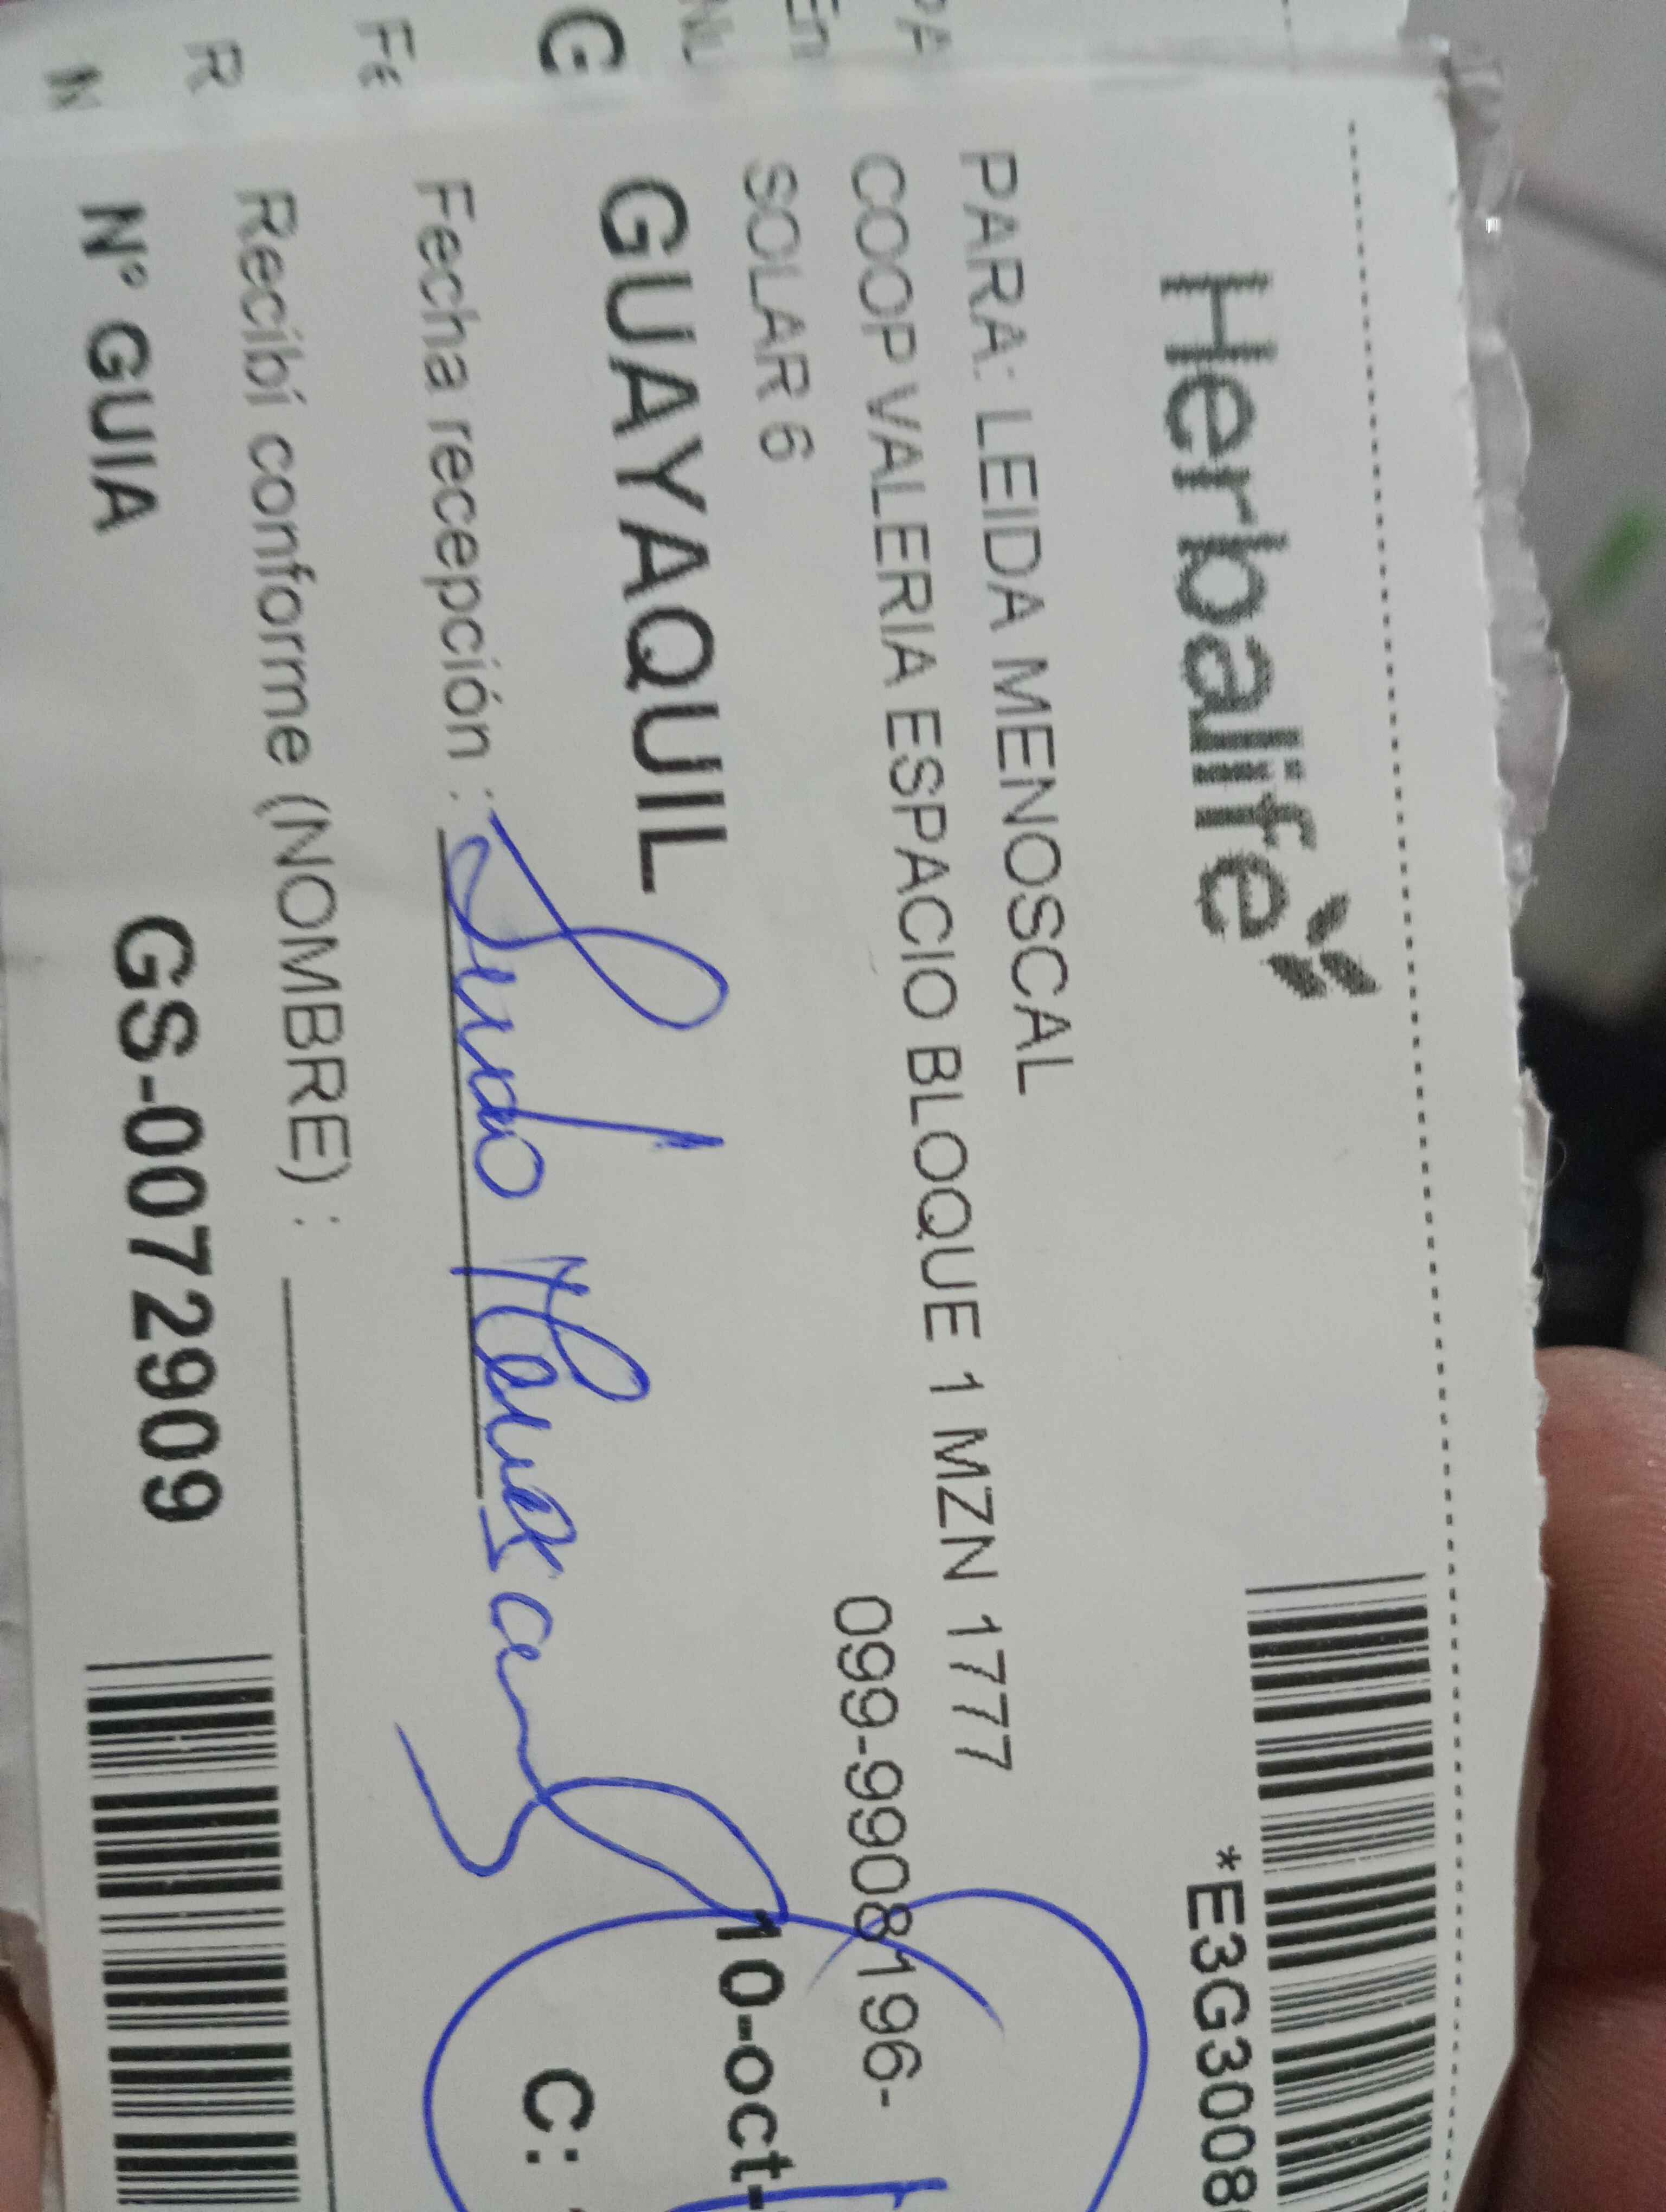 Herbalife
*E3G3008
PARA: LEIDA MENOSCAL
COOP VALERIA ESPACIO BLOQUE 1 MZN 1777
SOLAR 6
099-9908196-
GUAYAQUIL
10-oct-
Fecha recepción :
C:
Recibí conforme (NOMBRE) :
Nº GUIA GS-0072909